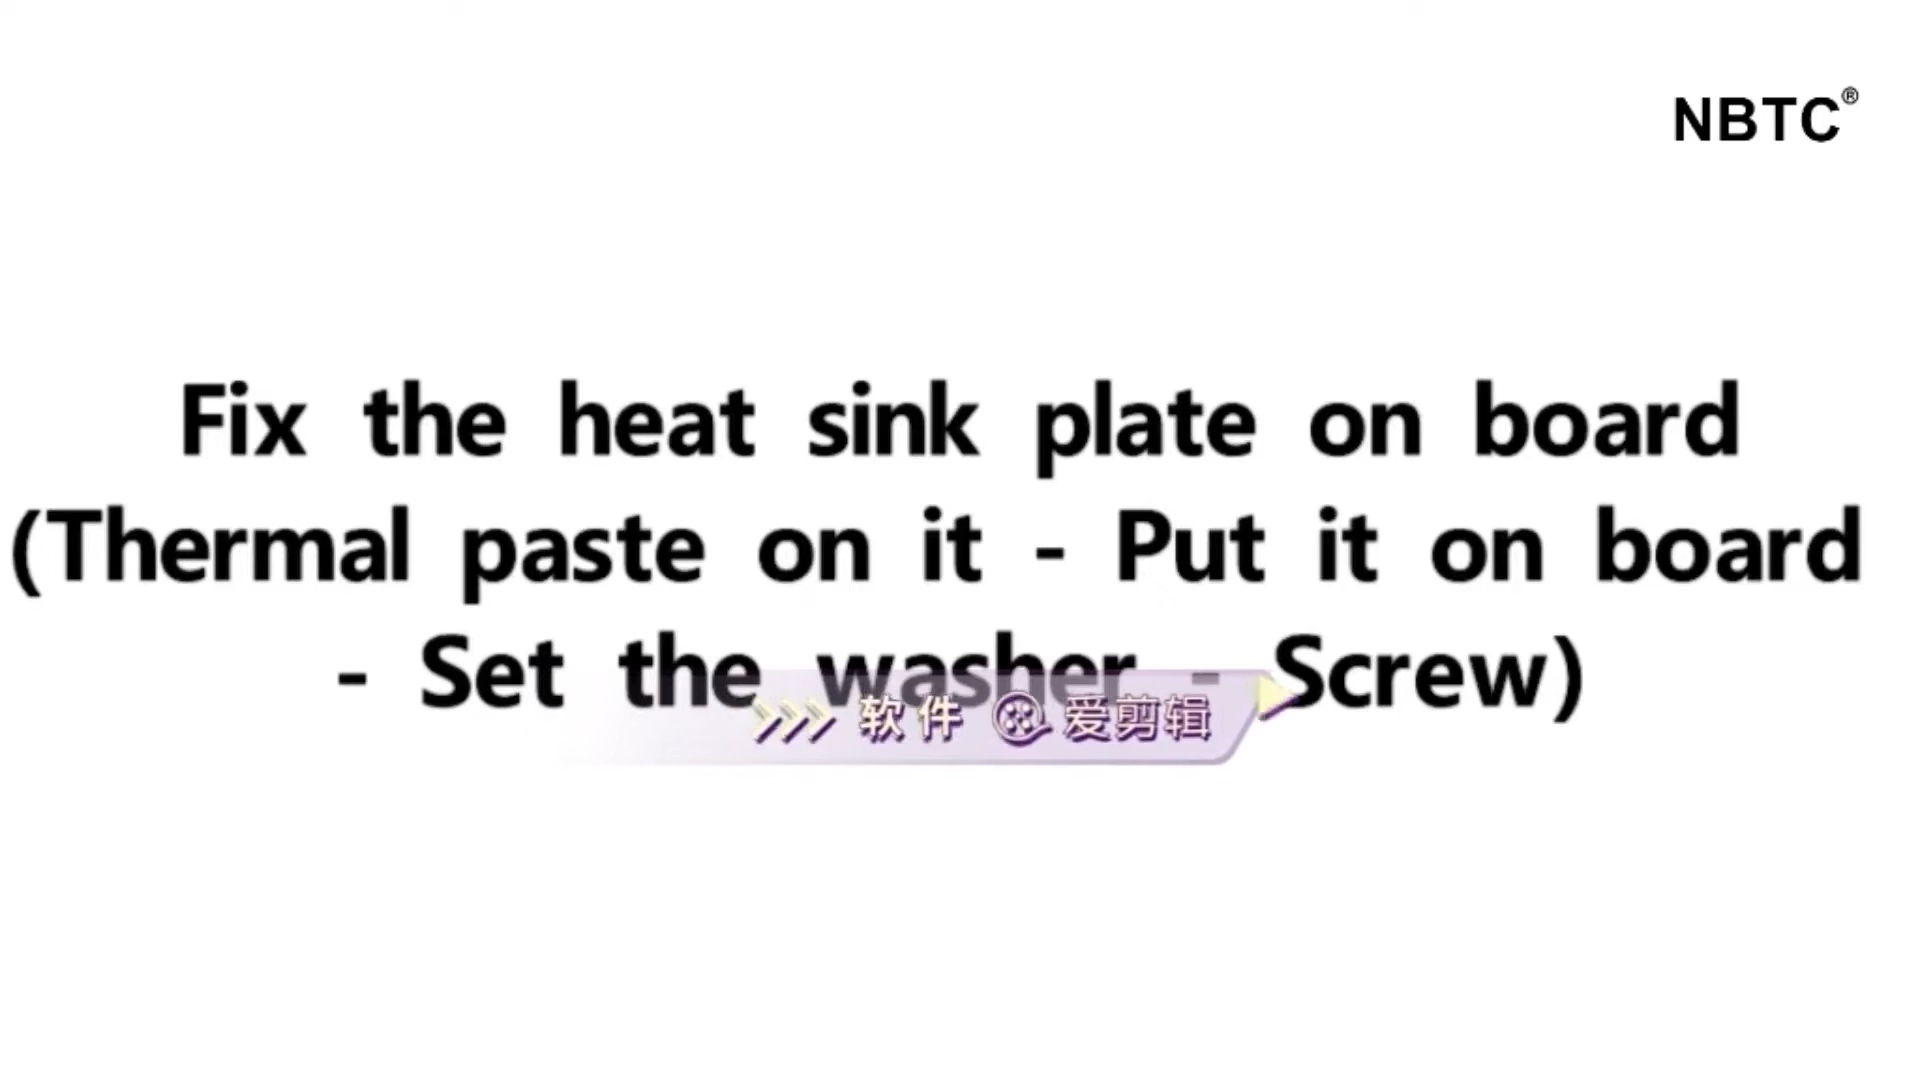 NBTC®
Fix the heat sink plate on board
(Thermal paste on it - Put it on board
- Set the washer - Screw)
>>> 软件 爱剪辑